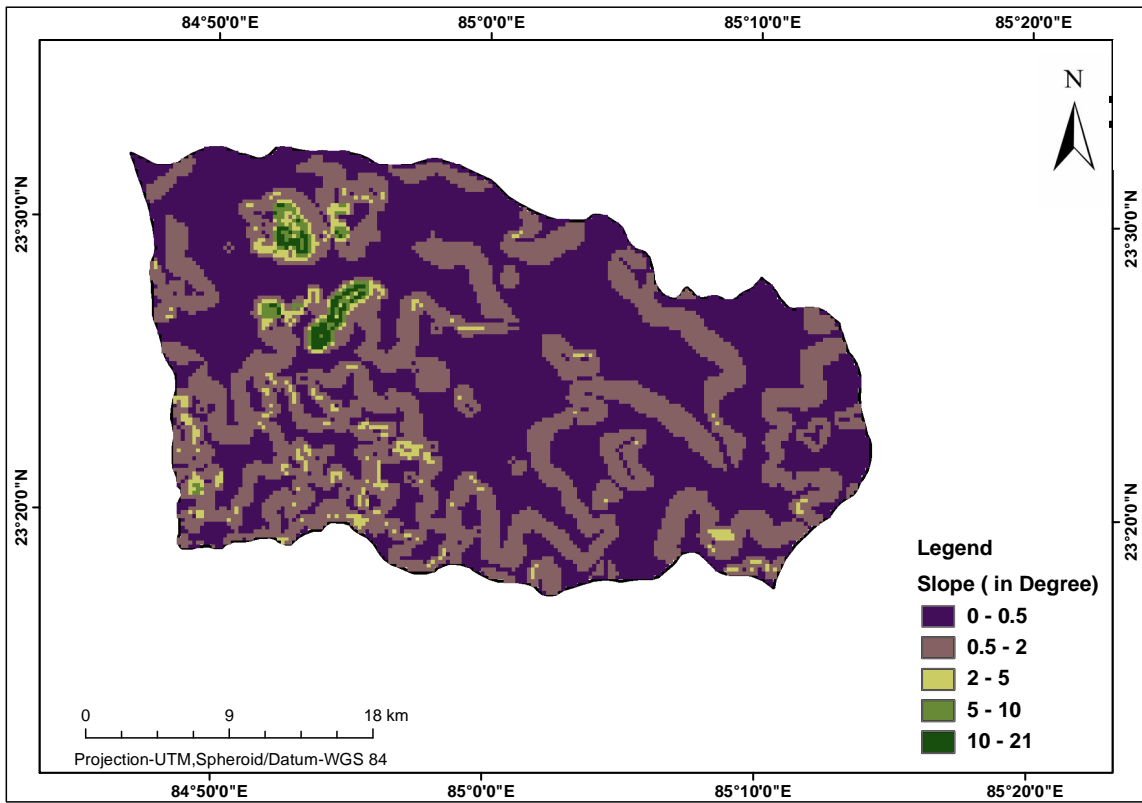 84°50'0"E 85°0'0"E 85°10'0"E 85°20'0"E
N
23°30'0"N 23°30'0"N
23°20'0"N 23°20'0"N
Legend
Slope ( in Degree)
0 - 0.5
0.5 - 2
2 - 5
5 - 10
10 - 21
0 9 18 km
Projection-UTM,Spheroid/Datum-WGS 84
84°50'0"E 85°0'0"E 85°10'0"E 85°20'0"E